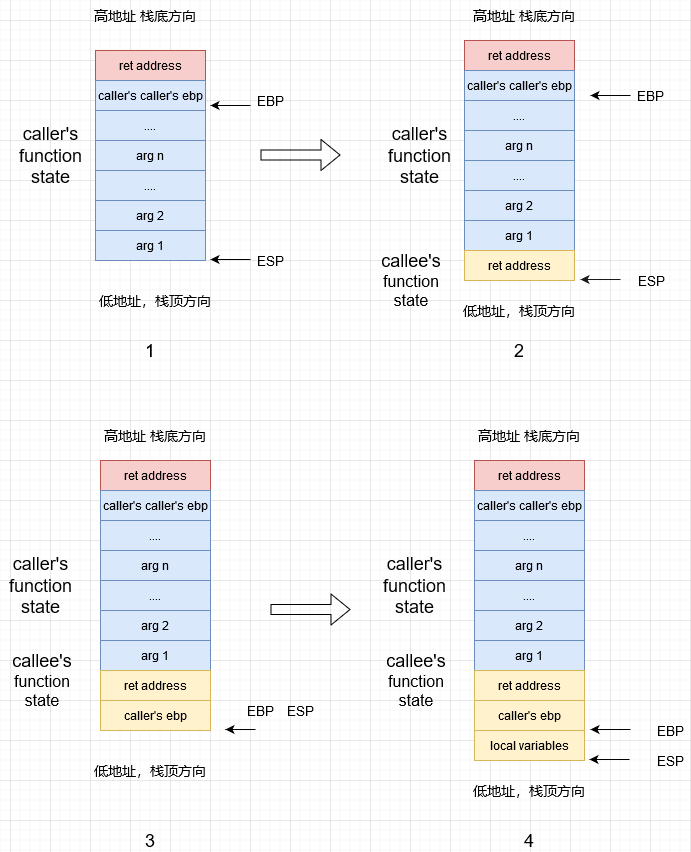 高地址 栈底方向
ret address
caller's caller's ebp
EBP
....
caller's
function
state
arg n
....
arg 2
arg 1
ESP
低地址，栈顶方向
1
高地址 栈底方向
ret address
caller's caller's ebp
EBP
....
caller's
function
state
arg n
....
arg 2
arg 1
callee's
function
state
ret address
ESP
低地址，栈顶方向
2
高地址 栈底方向
ret address
caller's caller's ebp
....
caller's
function
state
arg n
....
arg 2
arg 1
callee's
function
state
ret address
caller's ebp
EBP ESP
低地址，栈顶方向
3
高地址 栈底方向
ret address
caller's caller's ebp
....
caller's
function
state
arg n
....
arg 2
arg 1
callee's
function
state
ret address
caller's ebp
EBP
local variables
ESP
低地址，栈顶方向
4